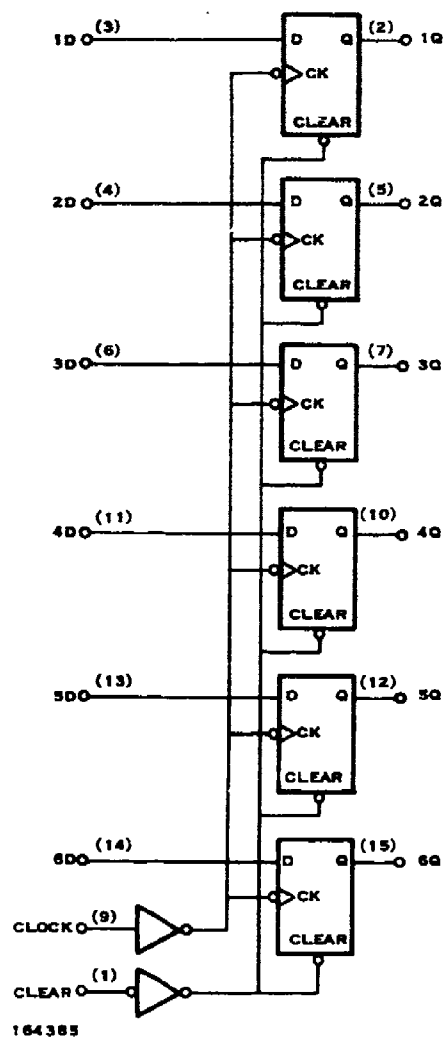 1D (3) D Q (2) 1Q
CK
CLEAR
2D (4) D Q (5) 2Q
CK
CLEAR
3D (6) D Q (7) 3Q
CK
CLEAR
4D (11) D Q (10) 4Q
CK
CLEAR
5D (13) D Q (12) 5Q
CK
CLEAR
6D (14) D Q (15) 6Q
CK
CLOCK (9)
CLEAR
CLEAR (1)
164385